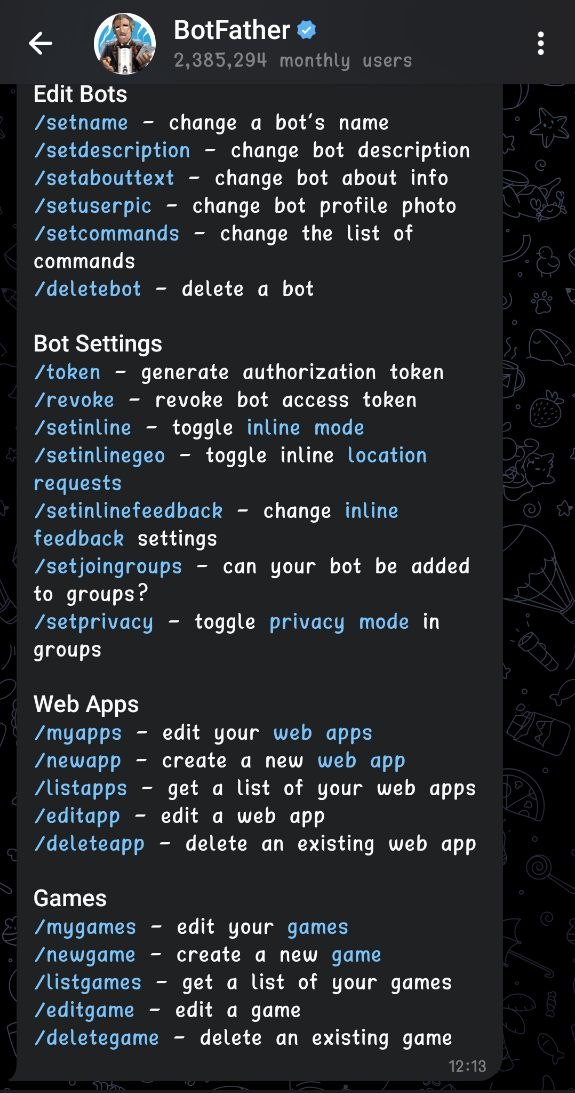 BotFather
2,385,294 monthly users
Edit Bots
/setname – change a bot's name
/setdescription – change bot description
/setabouttext – change bot about info
/setuserpic – change bot profile photo
/setcommands – change the list of
commands
/deletebot – delete a bot
Bot Settings
/token – generate authorization token
/revoke – revoke bot access token
/setinline – toggle inline mode
/setinlinegeo – toggle inline location
requests
/setinlinefeedback – change inline
feedback settings
/setjoingroups – can your bot be added
to groups?
/setprivacy – toggle privacy mode in
groups
Web Apps
/myapps – edit your web apps
/newapp – create a new web app
/listapps – get a list of your web apps
/editapp – edit a web app
/deleteapp – delete an existing web app
Games
/mygames – edit your games
/newgame – create a new game
/listgames – get a list of your games
/editgame – edit a game
/deletegame – delete an existing game
12:13